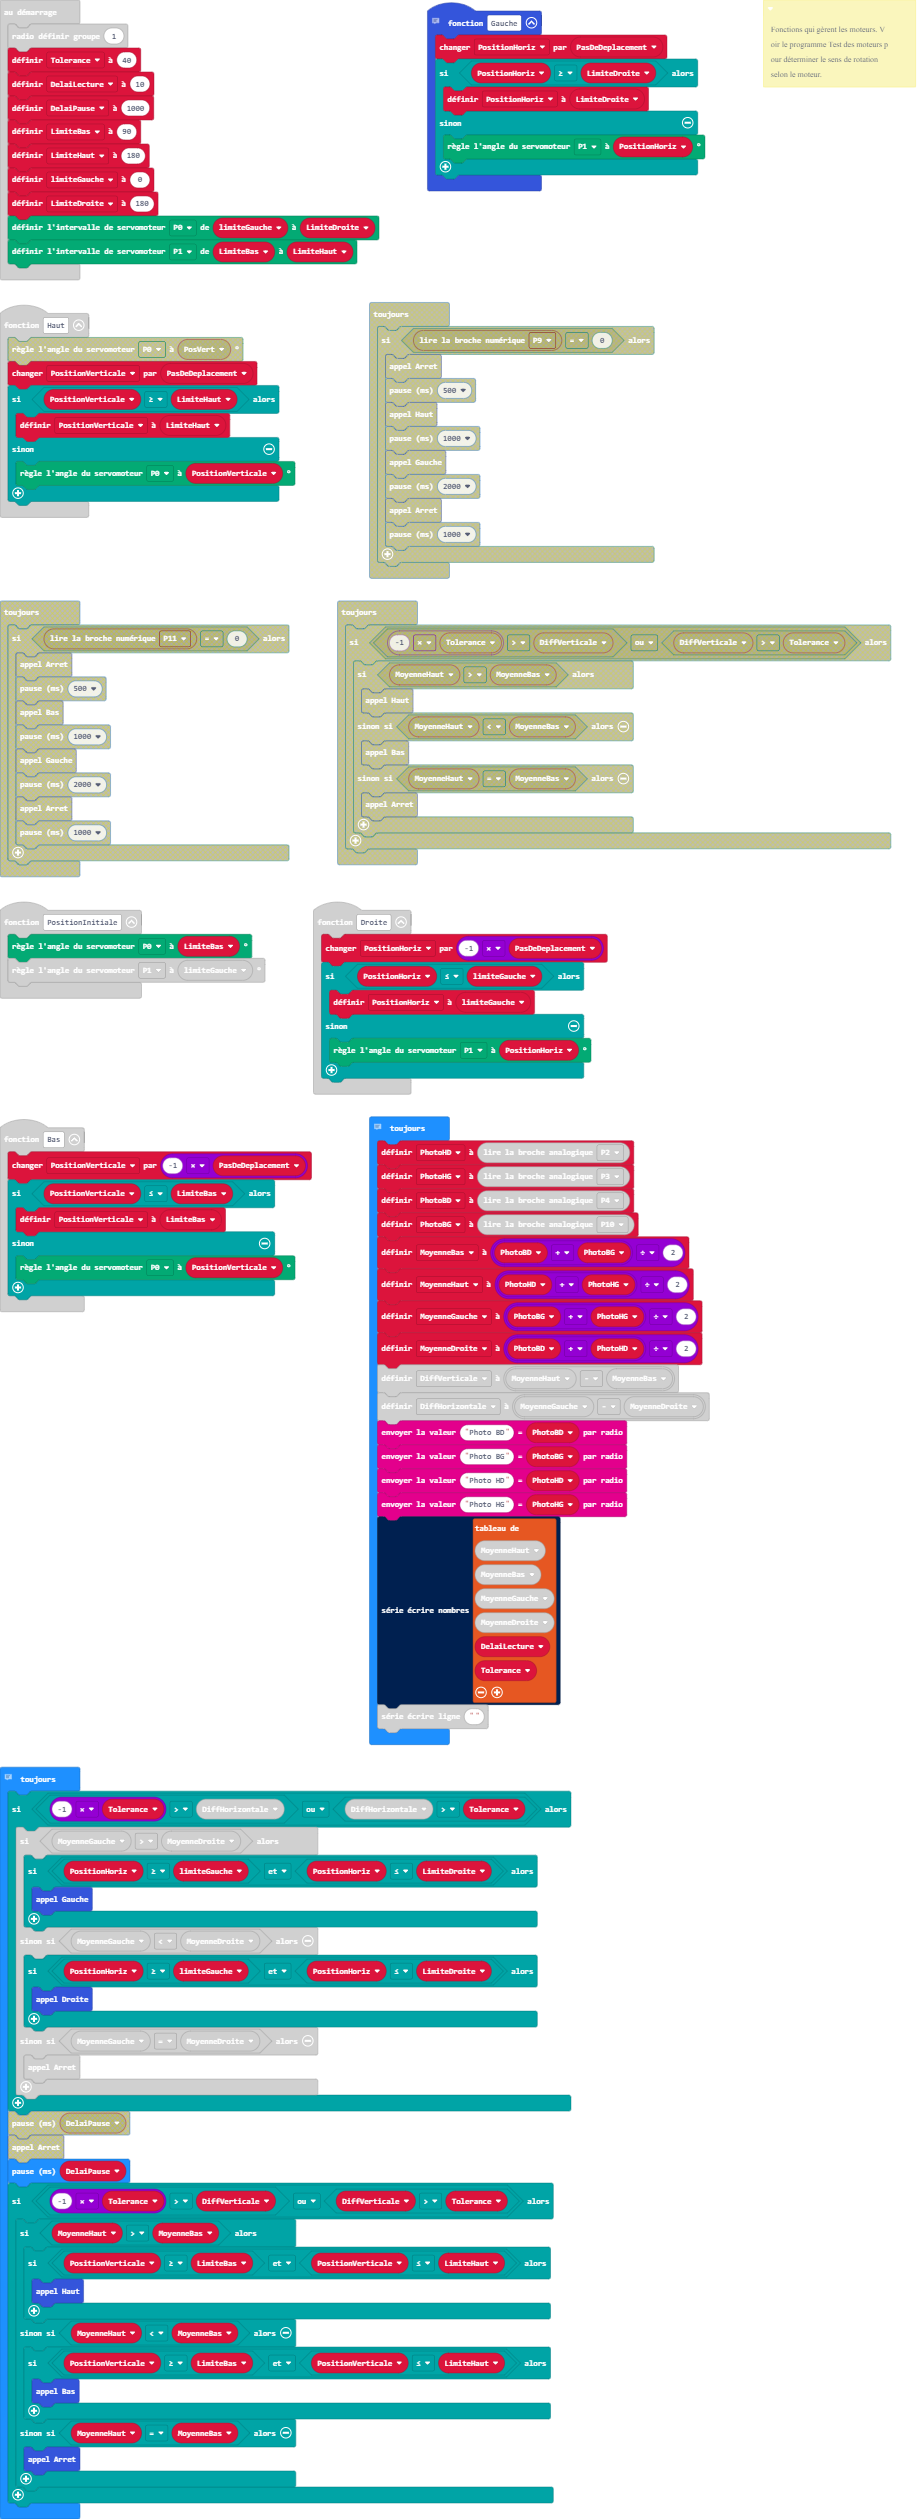 au démarrage
radio définir groupe 1
définir Tolerance à 40
définir DelaiLecture à 10
définir DelaiPause à 1000
définir LimiteBas à 90
définir LimiteHaut à 180
définir limiteGauche à 0
définir LimiteDroite à 180
définir l'intervalle de servomoteur P0 de limiteGauche à LimiteDroite
définir l'intervalle de servomoteur P1 de LimiteBas à LimiteHaut
fonction Gauche
changer PositionHoriz par PasDeDeplacement
si PositionHoriz ≥ LimiteDroite alors
définir PositionHoriz à LimiteDroite
sinon
règle l'angle du servomoteur P1 à PositionHoriz °
Fonctions qui gèrent les moteurs. V
oir le programme Test des moteurs p
our déterminer le sens de rotation
selon le moteur.
fonction Haut
règle l'angle du servomoteur P0 à PosVert °
changer PositionVerticale par PasDeDeplacement
si PositionVerticale ≥ LimiteHaut alors
définir PositionVerticale à LimiteHaut
sinon
règle l'angle du servomoteur P0 à PositionVerticale °
toujours
si lire la broche numérique P9 = 0 alors
appel Arret
pause (ms) 500
appel Haut
pause (ms) 1000
appel Gauche
pause (ms) 2000
appel Arret
pause (ms) 1000
toujours
si lire la broche numérique P11 = 0 alors
appel Arret
pause (ms) 500
appel Bas
pause (ms) 1000
appel Gauche
pause (ms) 2000
appel Arret
pause (ms) 1000
toujours
si -1 × Tolerance > DiffVerticale ou DiffVerticale > Tolerance alors
si MoyenneHaut > MoyenneBas alors
appel Haut
sinon si MoyenneHaut < MoyenneBas alors
appel Bas
sinon si MoyenneHaut = MoyenneBas alors
appel Arret
fonction PositionInitiale
règle l'angle du servomoteur P0 à LimiteBas °
règle l'angle du servomoteur P1 à limiteGauche °
fonction Droite
changer PositionHoriz par -1 × PasDeDeplacement
si PositionHoriz ≤ limiteGauche alors
définir PositionHoriz à limiteGauche
sinon
règle l'angle du servomoteur P1 à PositionHoriz °
fonction Bas
changer PositionVerticale par -1 × PasDeDeplacement
si PositionVerticale ≤ LimiteBas alors
définir PositionVerticale à LimiteBas
sinon
règle l'angle du servomoteur P0 à PositionVerticale °
toujours
définir PhotoHD à lire la broche analogique P2
définir PhotoHG à lire la broche analogique P3
définir PhotoBD à lire la broche analogique P4
définir PhotoBG à lire la broche analogique P10
définir MoyenneBas à PhotoBD + PhotoBG ÷ 2
définir MoyenneHaut à PhotoHD + PhotoHG ÷ 2
définir MoyenneGauche à PhotoBG + PhotoHG ÷ 2
définir MoyenneDroite à PhotoBD + PhotoHD ÷ 2
définir DiffVerticale à MoyenneHaut - MoyenneBas
définir DiffHorizontale à MoyenneGauche - MoyenneDroite
envoyer la valeur "Photo BD" = PhotoBD par radio
envoyer la valeur "Photo BG" = PhotoBG par radio
envoyer la valeur "Photo HD" = PhotoHD par radio
envoyer la valeur "Photo HG" = PhotoHG par radio
tableau de
MoyenneHaut
MoyenneBas
MoyenneGauche
série écrire nombres
MoyenneDroite
DelaiLecture
Tolerance
série écrire ligne ""
toujours
si -1 × Tolerance > DiffHorizontale ou DiffHorizontale > Tolerance alors
si MoyenneGauche > MoyenneDroite alors
si PositionHoriz ≥ limiteGauche et PositionHoriz ≤ LimiteDroite alors
appel Gauche
sinon si MoyenneGauche < MoyenneDroite alors
si PositionHoriz ≥ limiteGauche et PositionHoriz ≤ LimiteDroite alors
appel Droite
sinon si MoyenneGauche = MoyenneDroite alors
appel Arret
pause (ms) DelaiPause
appel Arret
pause (ms) DelaiPause
si -1 × Tolerance > DiffVerticale ou DiffVerticale > Tolerance alors
si MoyenneHaut > MoyenneBas alors
si PositionVerticale ≥ LimiteBas et PositionVerticale ≤ LimiteHaut alors
appel Haut
sinon si MoyenneHaut < MoyenneBas alors
si PositionVerticale ≥ LimiteBas et PositionVerticale ≤ LimiteHaut alors
appel Bas
sinon si MoyenneHaut = MoyenneBas alors
appel Arret